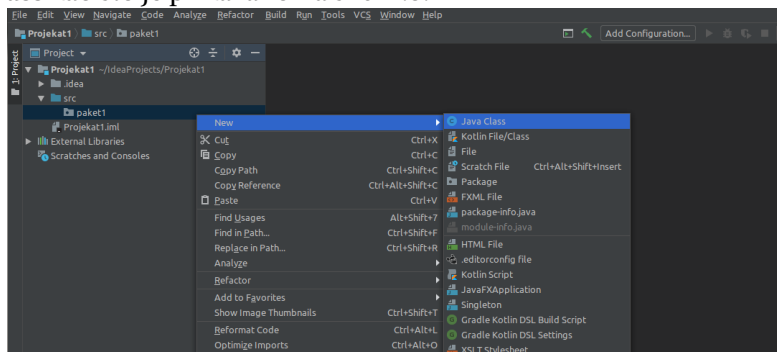 File Edit View Navigate Code Analyze Refactor Build Run Tools VCS Window Help
Projekat1 src paket1 Add Configuration...
1: Project
Project
Projekat1 ~/IdeaProjects/Projekat1
.idea
src
paket1
Projekat1.iml
External Libraries
Scratches and Consoles
New
Cut Ctrl+X
Copy Ctrl+C
Copy Path Ctrl+Shift+C
Copy Reference Ctrl+Alt+Shift+C
Paste Ctrl+V
Find Usages Alt+Shift+7
Find in Path... Ctrl+Shift+F
Replace in Path... Ctrl+Shift+R
Analyze
Refactor
Add to Favorites
Show Image Thumbnails Ctrl+Shift+T
Reformat Code Ctrl+Alt+L
Optimize Imports Ctrl+Alt+O
Java Class
Kotlin File/Class
File
Scratch File Ctrl+Alt+Shift+Insert
Package
FXML File
package-info.java
module-info.java
HTML File
.editorconfig file
Kotlin Script
JavaFXApplication
Singleton
Gradle Kotlin DSL Build Script
Gradle Kotlin DSL Settings
XSLT Stylesheet